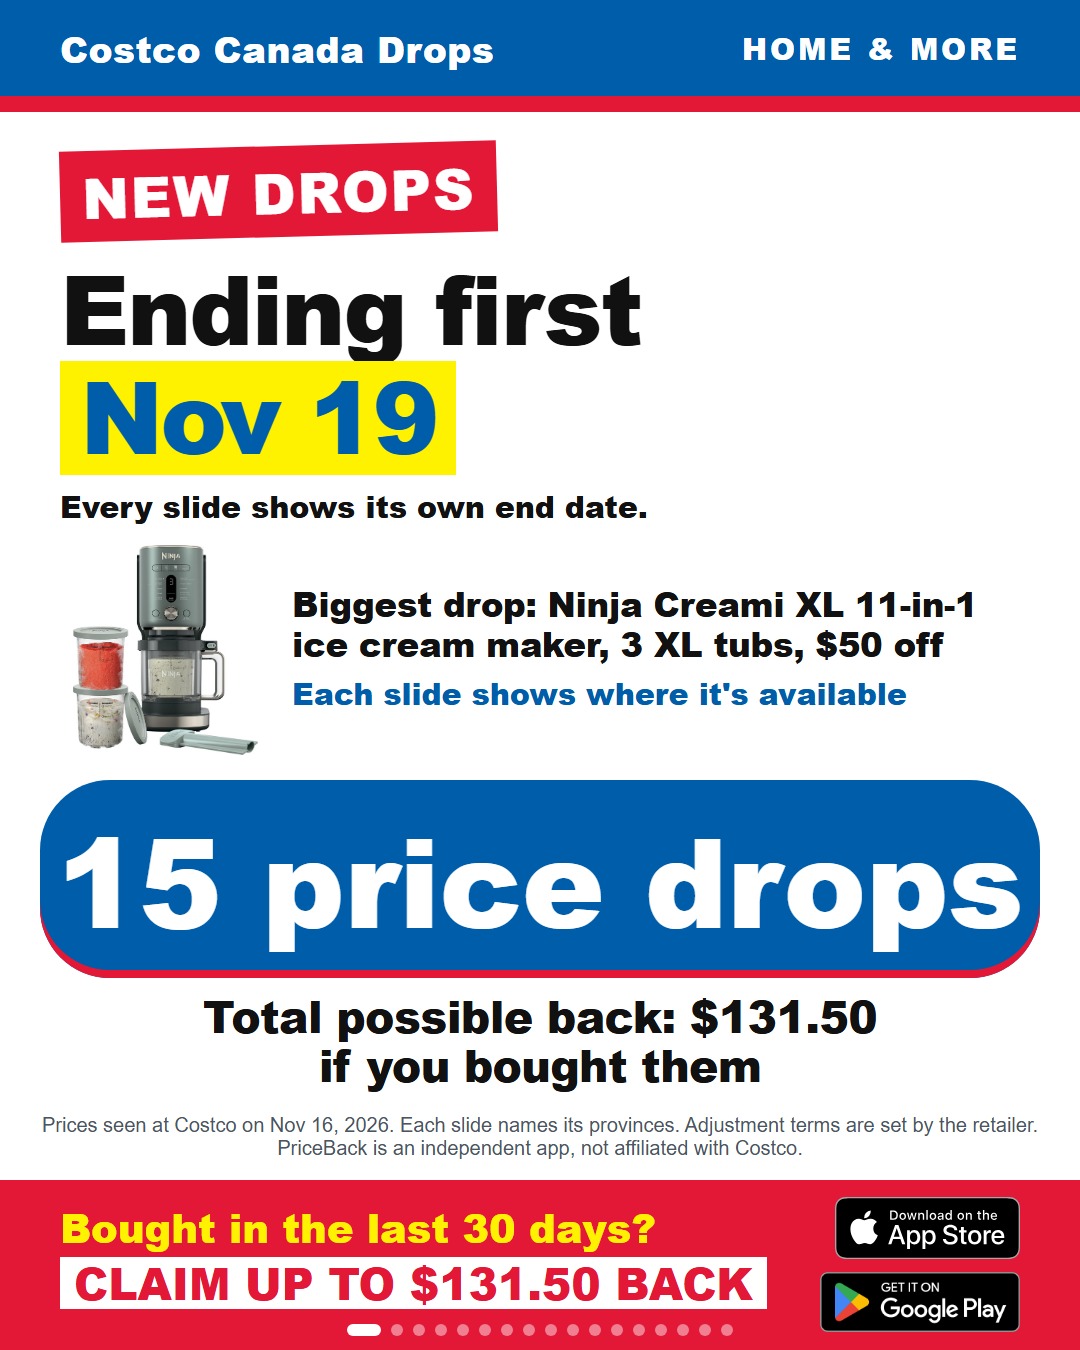 Costco Canada Drops
HOME & MORE
NEW DROPS
Ending first
Nov 19
Every slide shows its own end date.
NINJA
Biggest drop: Ninja Creami XL 11-in-1
ice cream maker, 3 XL tubs, $50 off
Each slide shows where it's available
15 price drops
Total possible back: $131.50
if you bought them
Prices seen at Costco on Nov 16, 2026. Each slide names its provinces. Adjustment terms are set by the retailer.
PriceBack is an independent app, not affiliated with Costco.
Bought in the last 30 days?
CLAIM UP TO $131.50 BACK
Download on the
App Store
GET IT ON
Google Play